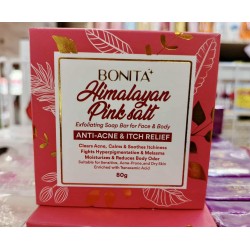 BONITA+
Himalayan
Pink Salt
Exfoliating Soap Bar for Face & Body
ANTI-ACNE & ITCH RELIEF
Clears Acne, Calms & Soothes Itchiness
Fights Hyperpigmentation & Melasma
Moisturizes & Reduces Body Odor
Suitable for Sensitive, Acne-Prone and Dry Skin
Enriched with Tranexamic Acid
80g